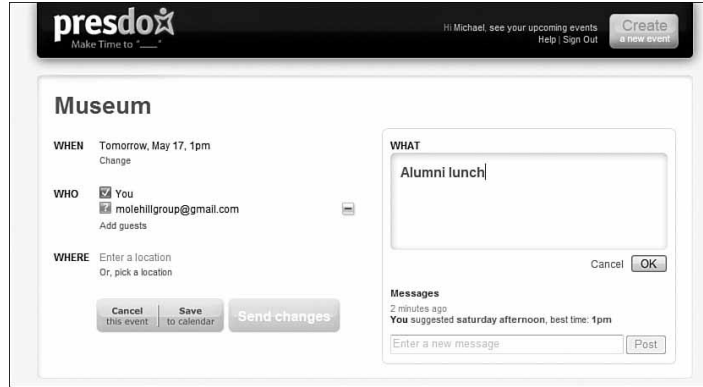 presdo
Make Time to "____"
Hi Michael, see your upcoming events
Help | Sign Out
Create
a new event
Museum
WHEN Tomorrow, May 17, 1pm
Change
WHO You
? molehillgroup@gmail.com
Add guests
WHERE Enter a location
Or, pick a location
Cancel
this event
Save
to calendar
Send changes
WHAT
Alumni lunch
Cancel OK
Messages
2 minutes ago
You suggested saturday afternoon, best time: 1pm
Enter a new message Post